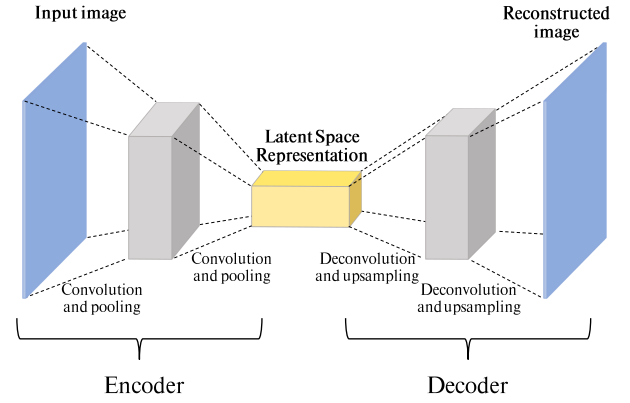 Input image
Reconstructed
image
Latent Space
Representation
Convolution
and pooling
Convolution
and pooling
Deconvolution
and upsampling
Deconvolution
and upsampling
Encoder
Decoder